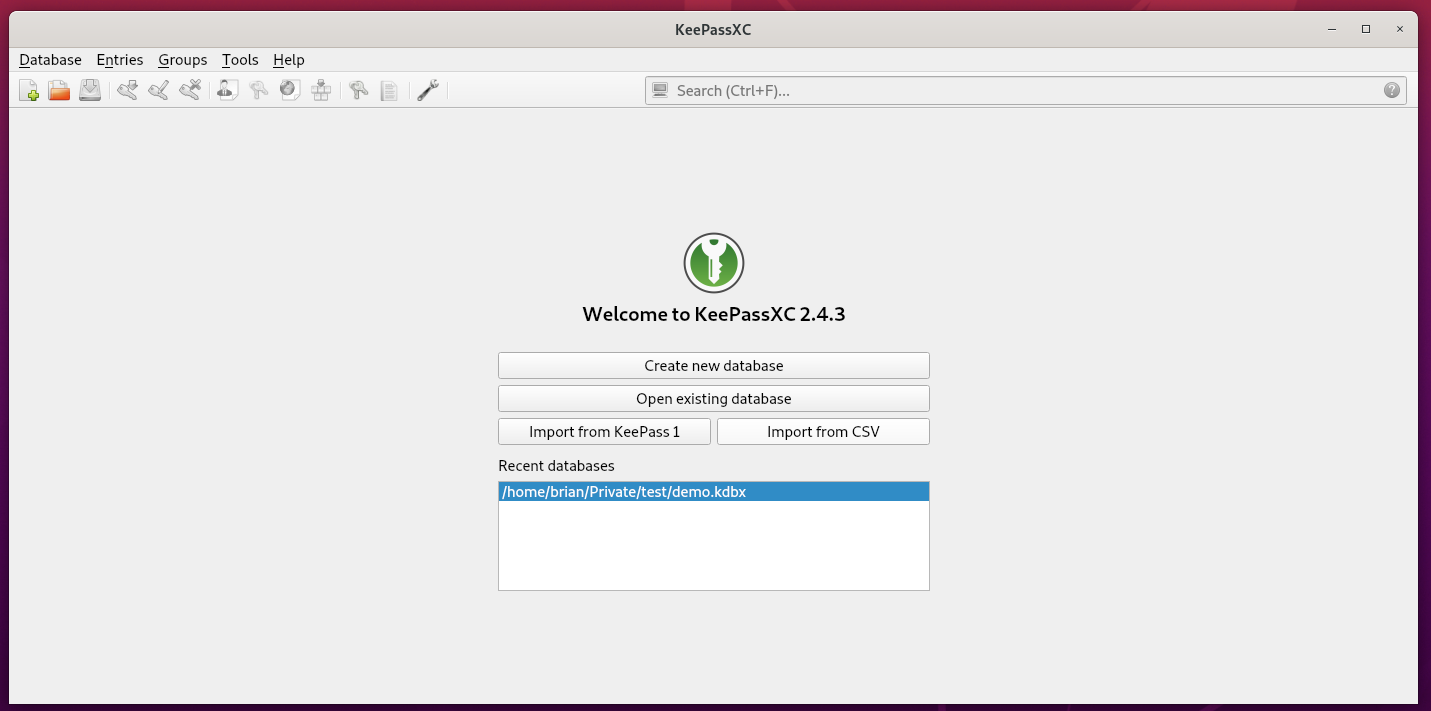 KeePassXC
Database Entries Groups Tools Help
Search (Ctrl+F)...
Welcome to KeePassXC 2.4.3
Create new database
Open existing database
Import from KeePass 1 Import from CSV
Recent databases
/home/brian/Private/test/demo.kdbx